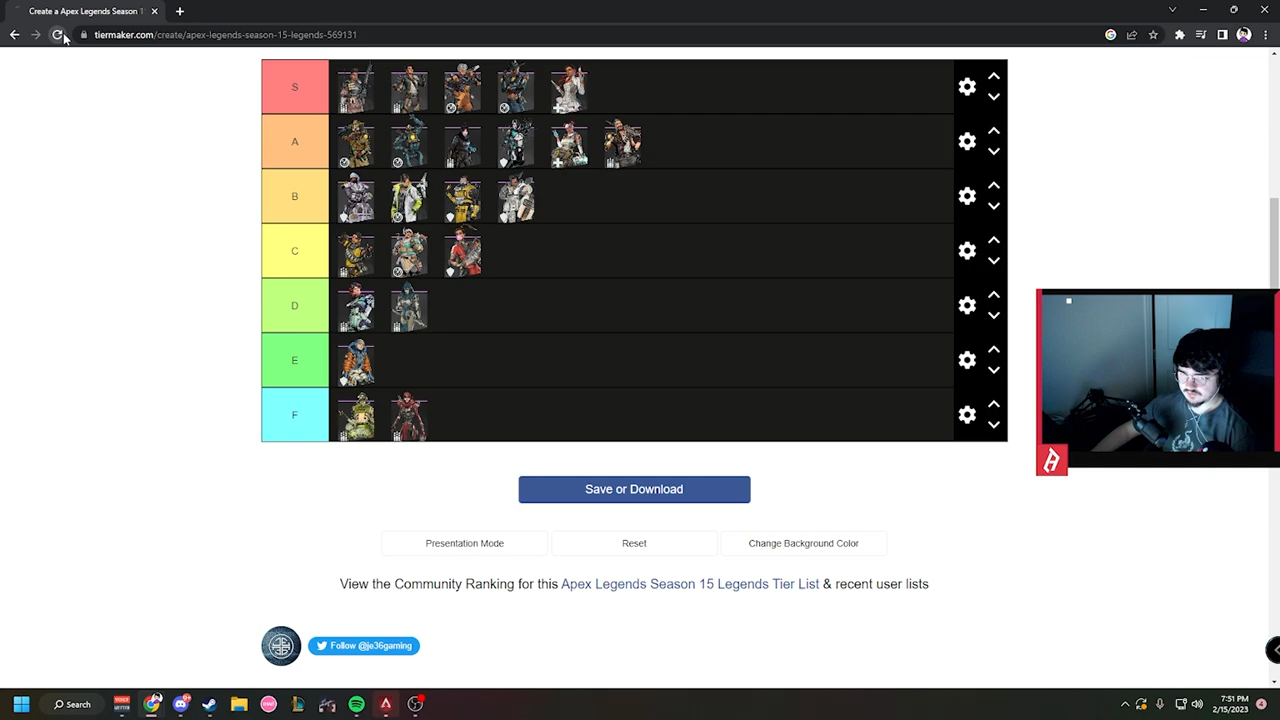 Create a Apex Legends Season 1
tiermaker.com/create/apex-legends-season-15-legends-569131
S
A
B
C
D
E
F
Save or Download
Presentation Mode
Reset
Change Background Color
View the Community Ranking for this Apex Legends Season 15 Legends Tier List & recent user lists
Follow @je36gaming
Search
7:51 PM
2/15/2023